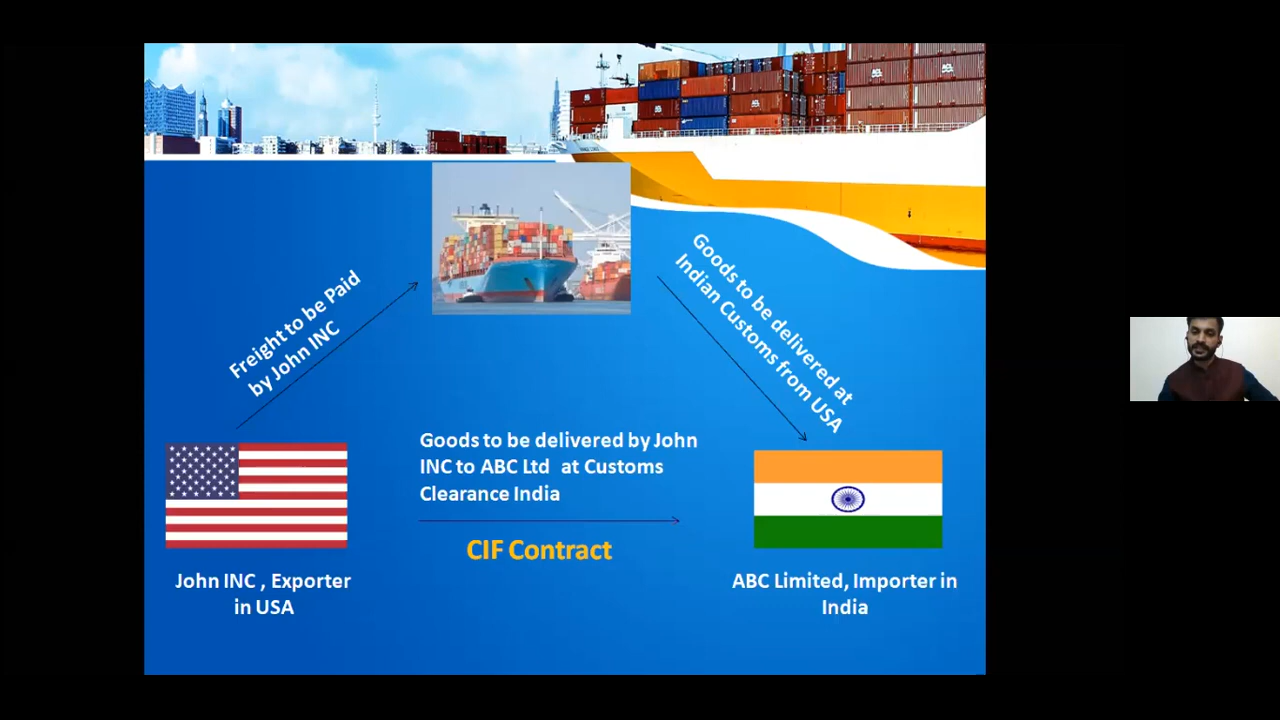 Freight to be Paid
by John INC
Goods to be delivered at
Indian Customs from USA
Goods to be delivered by John
INC to ABC Ltd at Customs
Clearance India
CIF Contract
John INC , Exporter
in USA
ABC Limited, Importer in
India